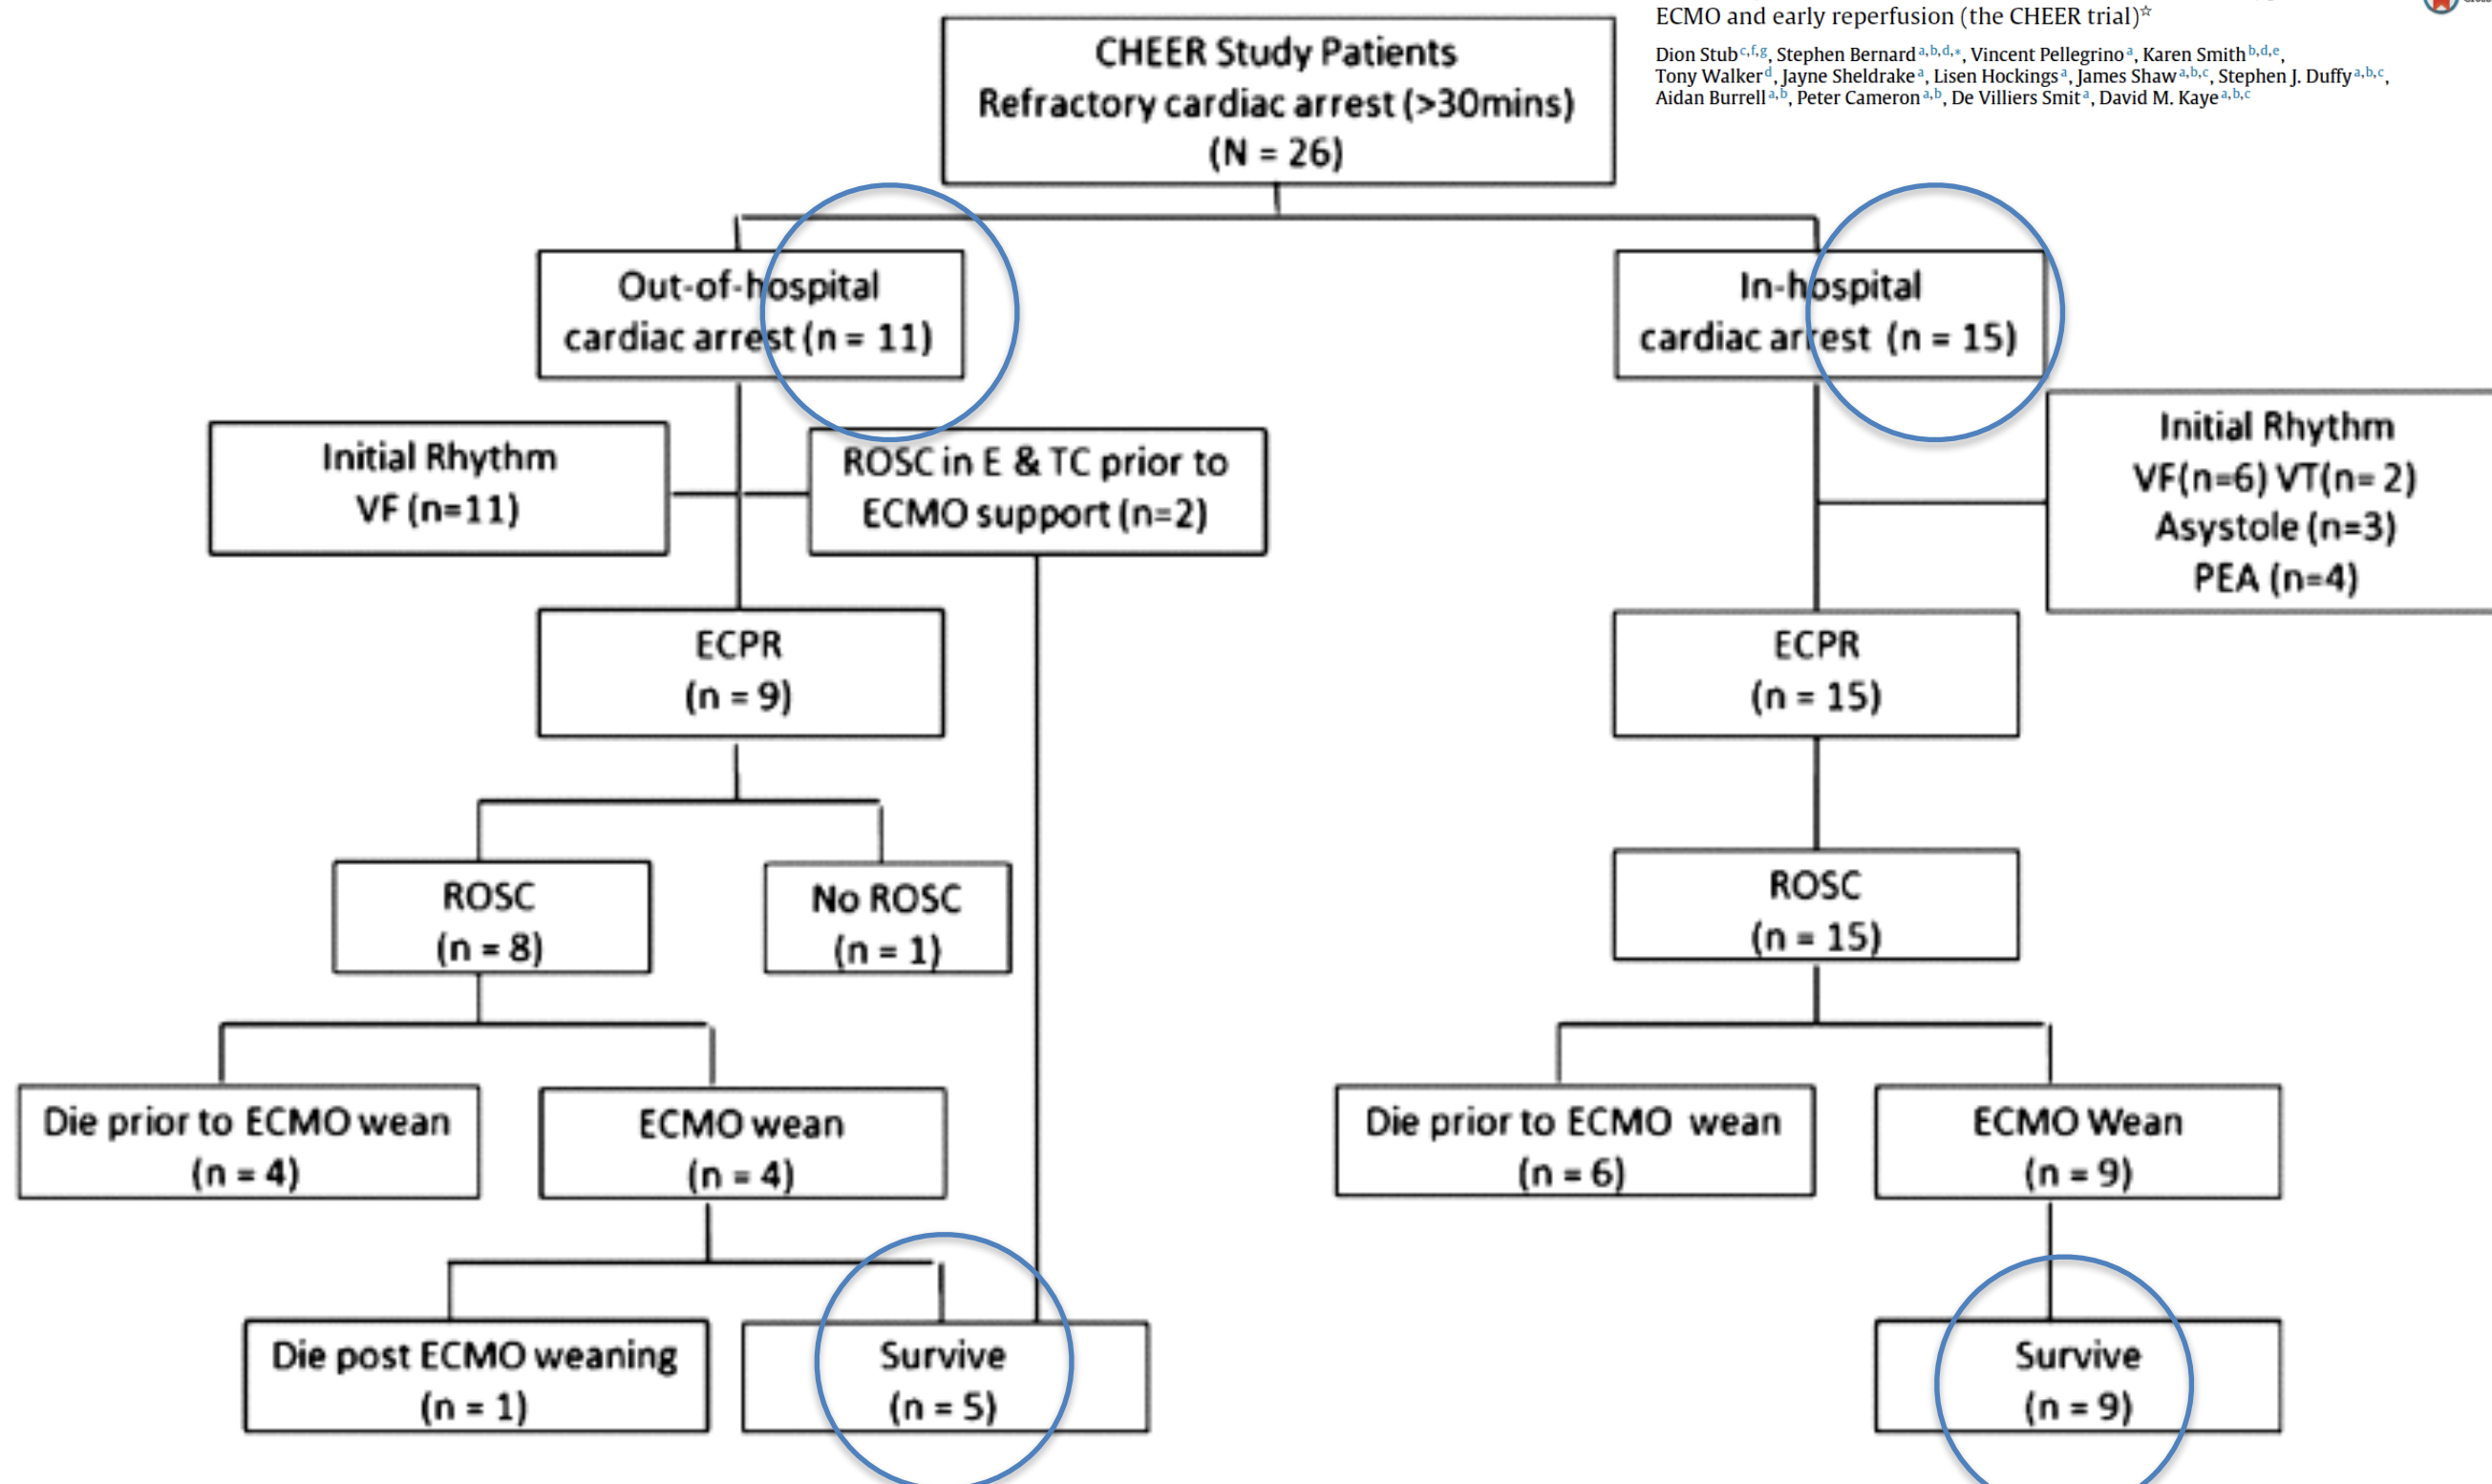 ECMO and early reperfusion (the CHEER trial)☆
Dion Stub c,f,g, Stephen Bernard a,b,d,*, Vincent Pellegrino a, Karen Smith b,d,e,
Tony Walker d, Jayne Sheldrake a, Lisen Hockings a, James Shaw a,b,c, Stephen J. Duffy a,b,c,
Aidan Burrell a,b, Peter Cameron a,b, De Villiers Smit a, David M. Kaye a,b,c
CHEER Study Patients
Refractory cardiac arrest (>30mins)
(N = 26)
Out-of-hospital
cardiac arrest (n = 11)
In-hospital
cardiac arrest (n = 15)
Initial Rhythm
VF (n=11)
ROSC in E & TC prior to
ECMO support (n=2)
Initial Rhythm
VF(n=6) VT(n= 2)
Asystole (n=3)
PEA (n=4)
ECPR
(n = 9)
ECPR
(n = 15)
ROSC
(n = 8)
No ROSC
(n = 1)
ROSC
(n = 15)
Die prior to ECMO wean
(n = 4)
ECMO wean
(n = 4)
Die prior to ECMO wean
(n = 6)
ECMO Wean
(n = 9)
Die post ECMO weaning
(n = 1)
Survive
(n = 5)
Survive
(n = 9)